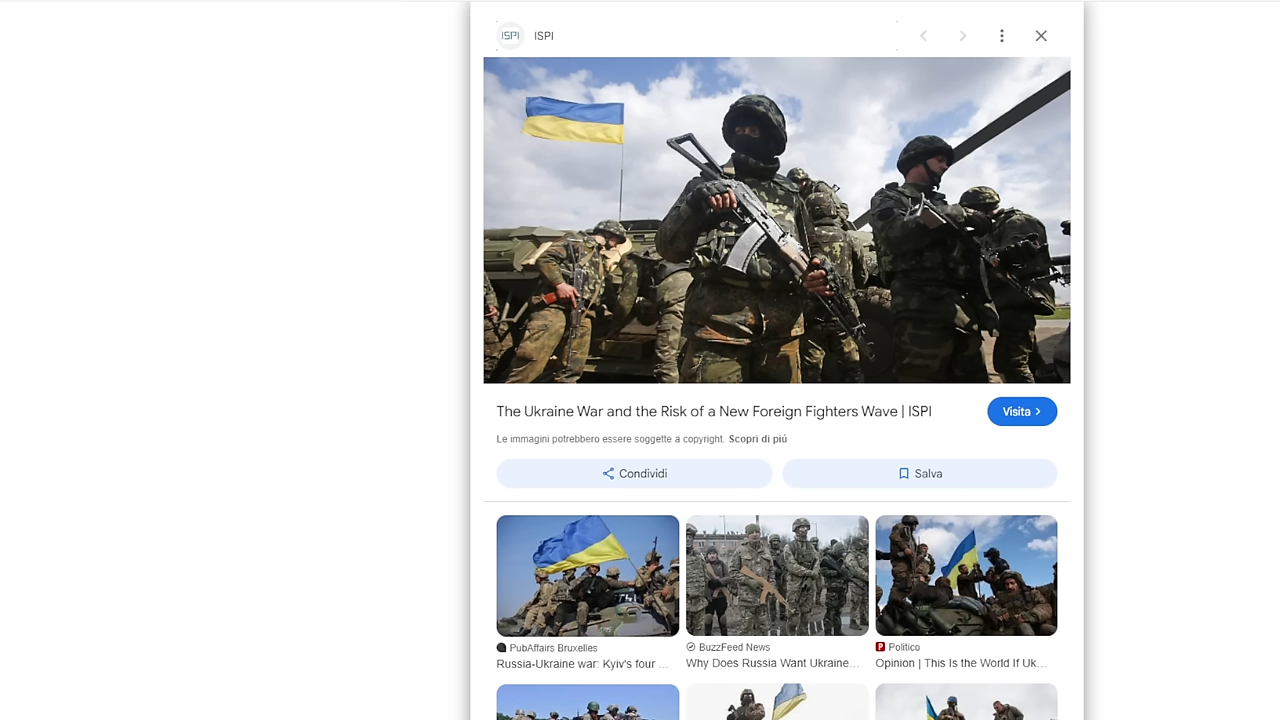 ISPI ISPI
The Ukraine War and the Risk of a New Foreign Fighters Wave | ISPI
Visita
Le immagini potrebbero essere soggette a copyright. Scopri di più
Condividi
Salva
PubAffairs Bruxelles
Russia-Ukraine war: Kyiv's four ...
BuzzFeed News
Why Does Russia Want Ukraine...
Politico
Opinion | This Is the World If Uk...